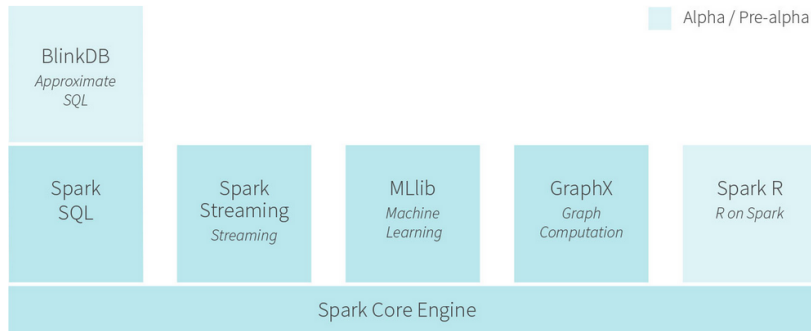 Alpha / Pre-alpha
BlinkDB
Approximate
SQL
Spark
SQL
Spark
Streaming
Streaming
MLlib
Machine
Learning
GraphX
Graph
Computation
Spark R
R on Spark
Spark Core Engine